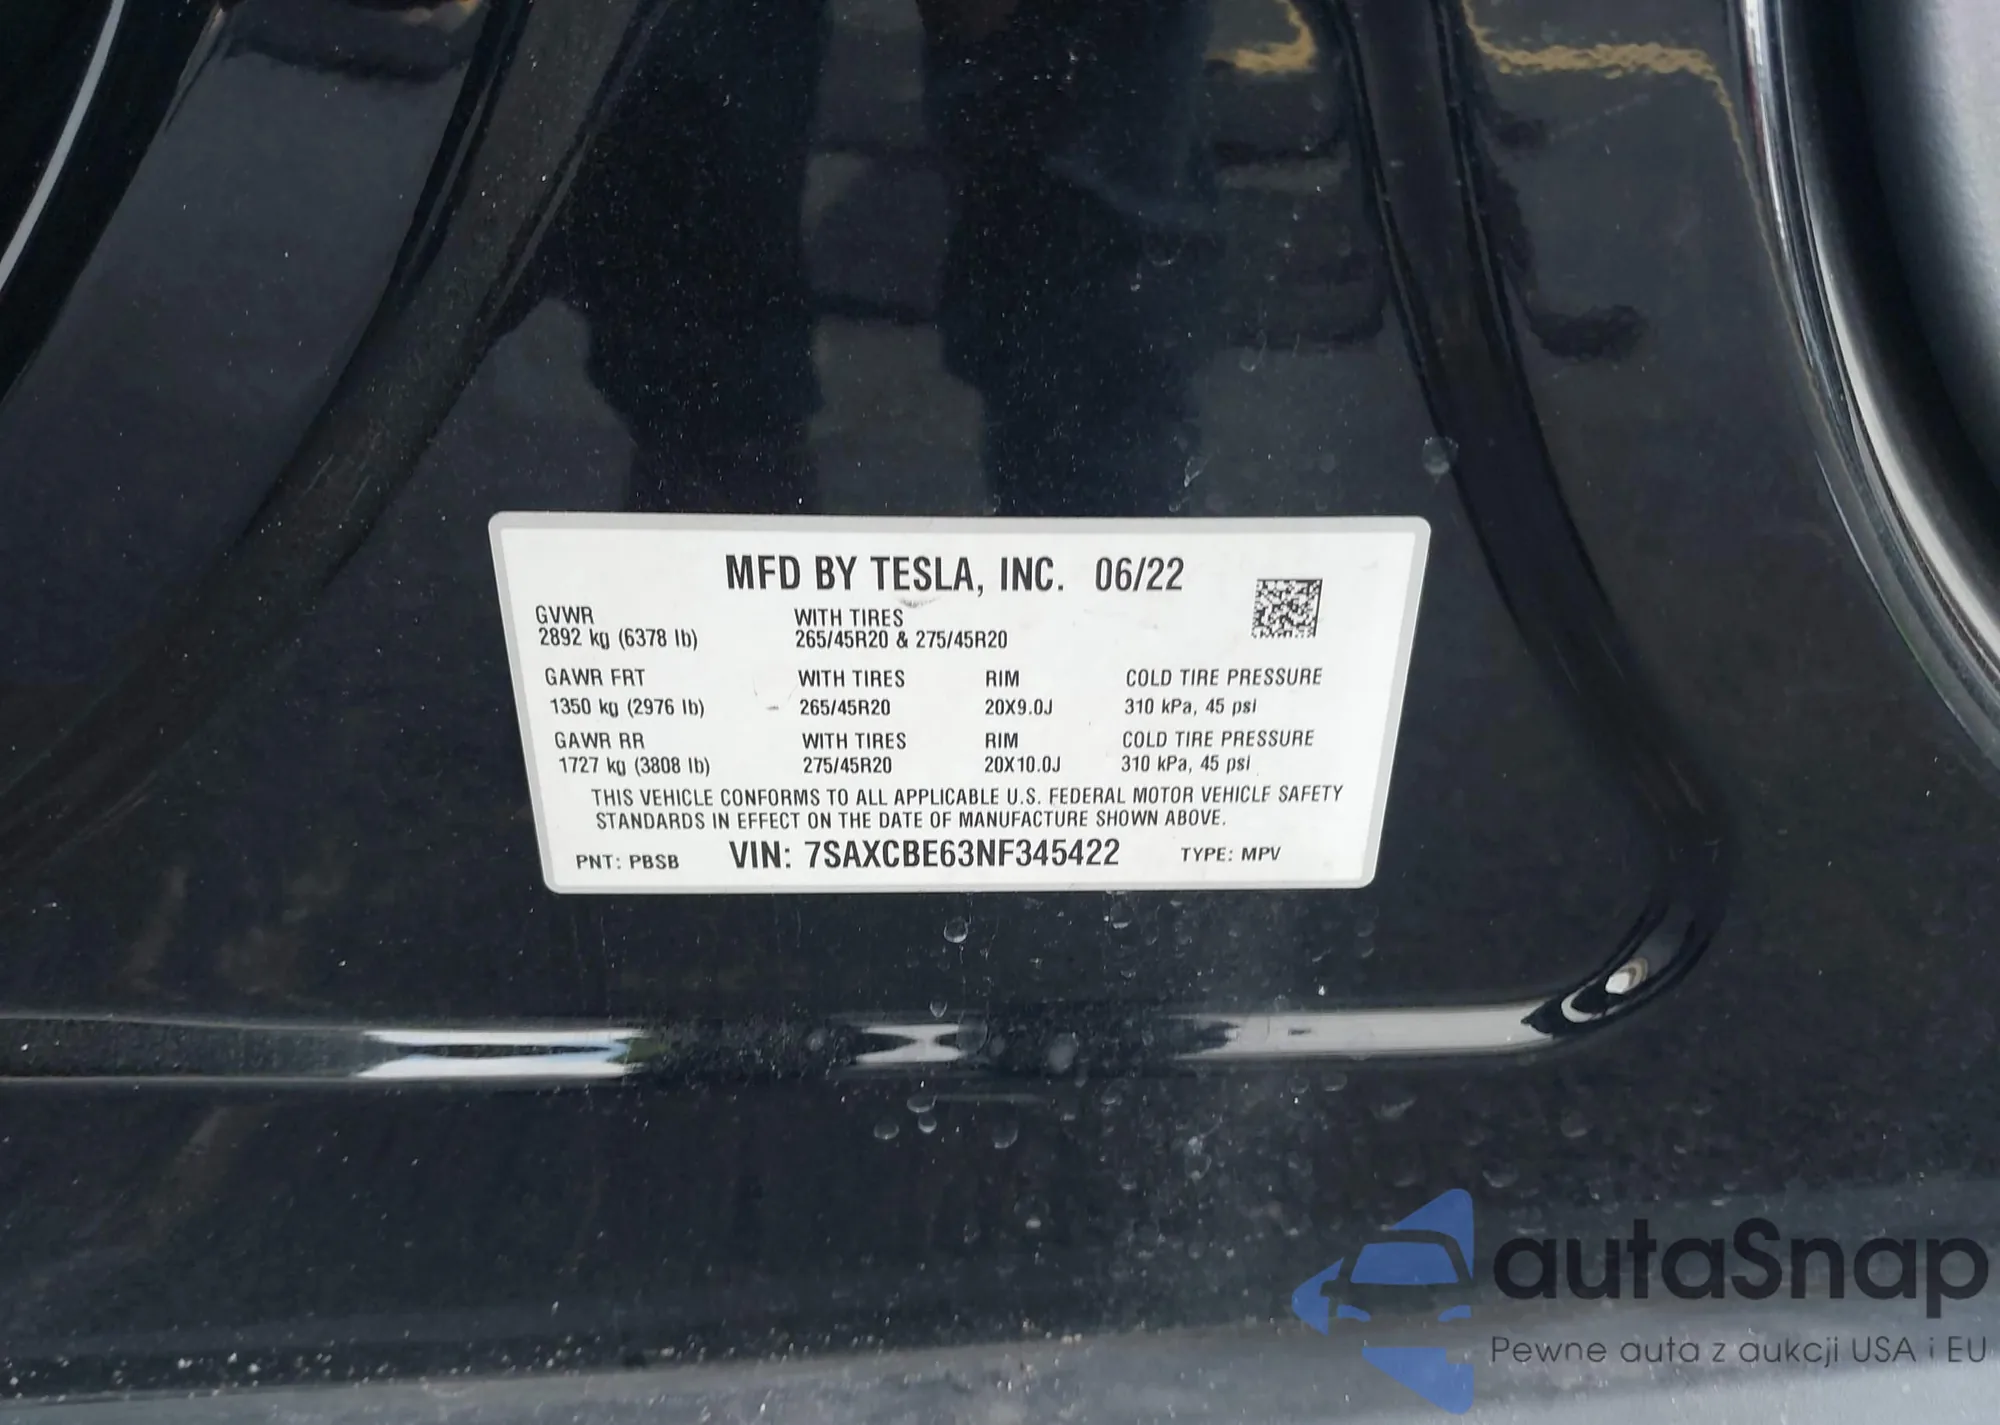 MFD BY TESLA, INC. 06/22
GVWR WITH TIRES
2892 kg (6378 lb) 265/45R20 & 275/45R20
GAWR FRT WITH TIRES RIM COLD TIRE PRESSURE
1350 kg (2976 lb) - 265/45R20 20X9.0J 310 kPa, 45 psi
GAWR RR WITH TIRES RIM COLD TIRE PRESSURE
1727 kg (3808 lb) 275/45R20 20X10.0J 310 kPa, 45 psi
THIS VEHICLE CONFORMS TO ALL APPLICABLE U.S. FEDERAL MOTOR VEHICLE SAFETY
STANDARDS IN EFFECT ON THE DATE OF MANUFACTURE SHOWN ABOVE.
PNT: PBSB VIN: 7SAXCBE63NF345422 TYPE: MPV
autaSnap
Pewne auta z aukcji USA i EU